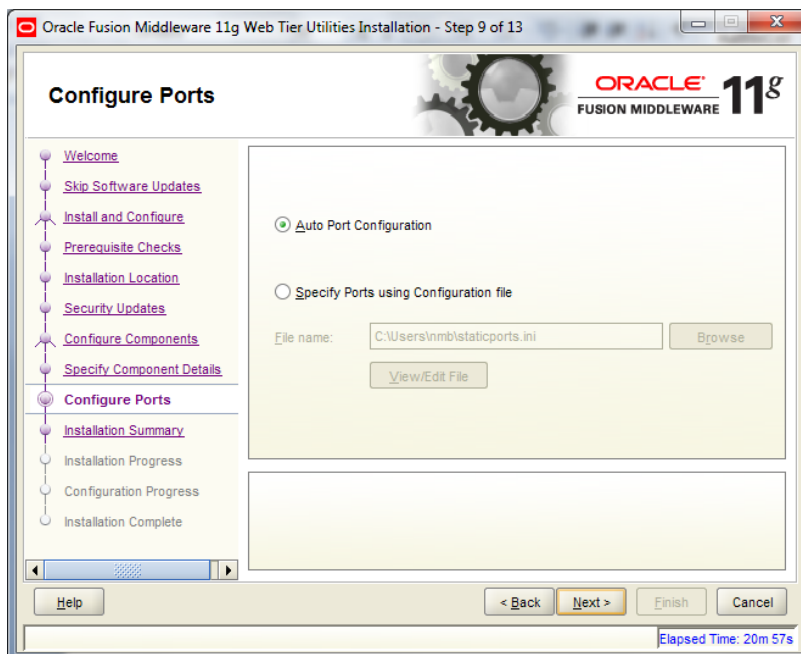 Oracle Fusion Middleware 11g Web Tier Utilities Installation - Step 9 of 13
Configure Ports
ORACLE
FUSION MIDDLEWARE 11g
Welcome
Skip Software Updates
Install and Configure
Prerequisite Checks
Installation Location
Security Updates
Configure Components
Specify Component Details
Configure Ports
Installation Summary
Installation Progress
Configuration Progress
Installation Complete
Auto Port Configuration
Specify Ports using Configuration file
File name: C:\Users\nmb\staticports.ini Browse
View/Edit File
Help < Back Next > Finish Cancel
Elapsed Time: 20m 57s